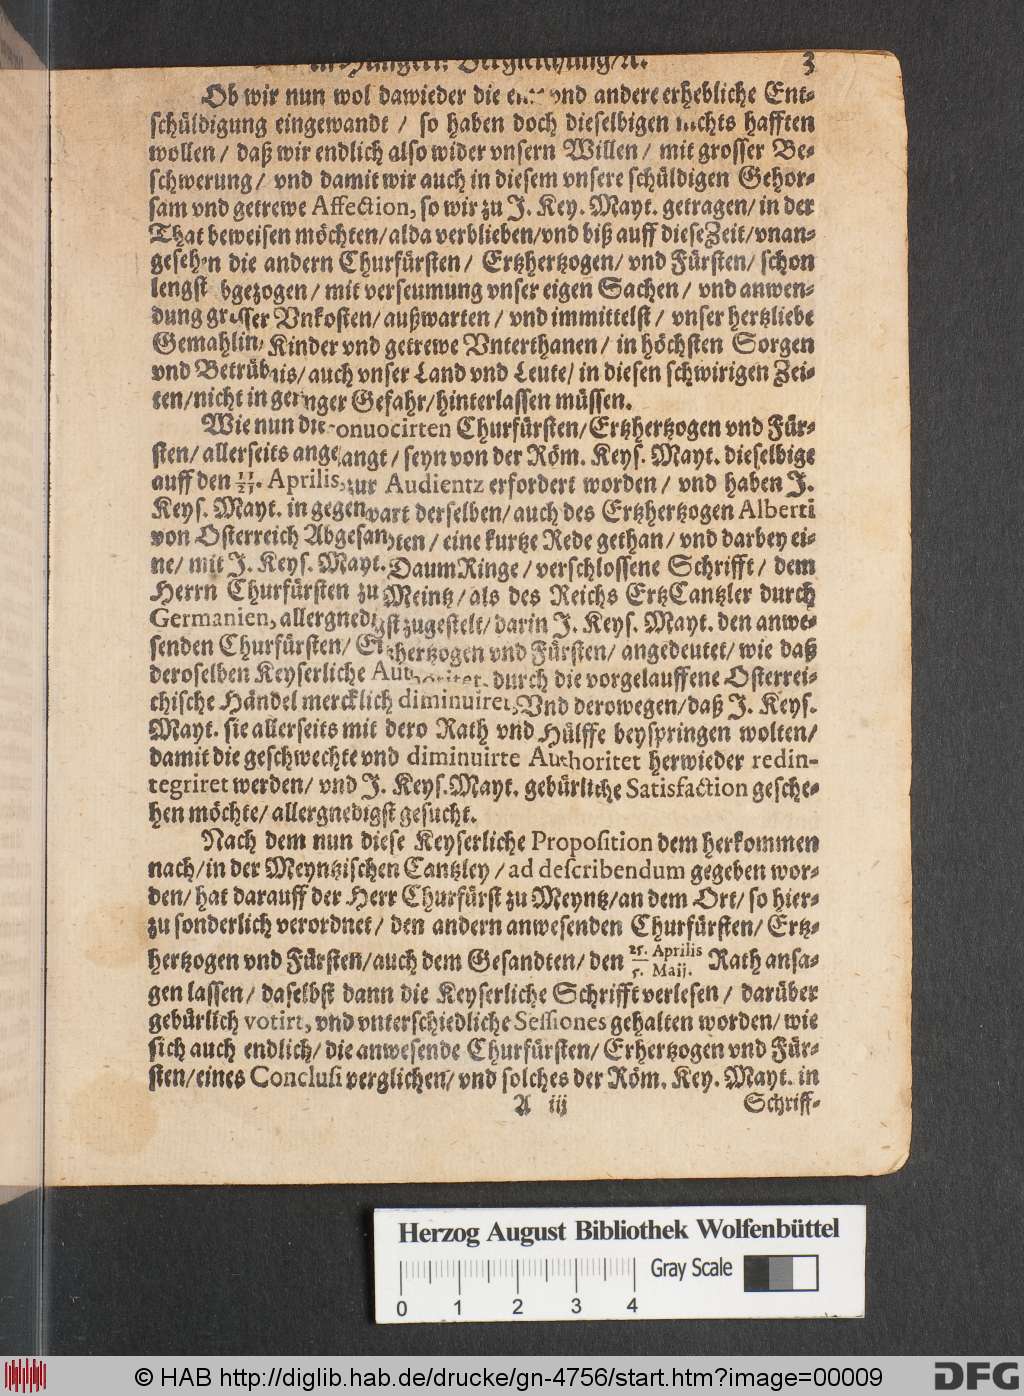 Hungern: Vergleichung/ꝛc. 3
Ob wir nun wol dawieder die vnd andere erhebliche Ent-
schüldigung eingewandt / so haben doch dieselbigen nichts hafften
wollen / daß wir endlich also wider vnsern Willen / mit grosser Be-
schwerung / vnd damit wir auch in diesem vnsere schüldigen Gehor-
sam vnd getrewe Affection, so wir zu J. Key. Mayt. getragen/ in der
That beweisen möchten/ alda verblieben/vnd biß auff diese Zeit/ vnan-
gesehen die andern Churfürsten / Ertzhertzogen/ vnd Fürsten/ schon
lengst bgezogen / mit verseumung vnser eigen Sachen / vnd anwen-
dung grosser Vnkosten/ außwarten / vnd immittelst / vnser hertzliebe
Gemahlin, Kinder vnd getrewe Vnterthanen / in höchsten Sorgen
vnd Betrübnis/ auch vnser Land vnd Leute/ in diesen schwirigen Zei-
ten/nicht in geringer Gefahr/hinterlassen müssen.
Wie nun die onuocirten Churfürsten/Ertzhertzogen vnd Für-
sten/ allerseits angelangt / seyn von der Röm. Keys. Mayt. dieselbige
auff den 11/21. Aprilis, zur Audientz erfordert worden / vnd haben J.
Keys. Mayt. in gegenwart derselben/ auch des Ertzhertzogen Alberti
von Osterreich Abgesandten / eine kurtze Rede gethan/ vnd darbey ei-
ne/ mit J. Keys. Mayt. DaumRinge / verschlossene Schrifft / dem
Herrn Churfürsten zu Meintz / als des Reichs ErtzCantzler durch
Germanien, allergnedigst zugestelt/ darin J. Keys. Mayt. den anwe-
senden Churfürsten/ Ertzhertzogen vnd Fürsten/ angedeutet/ wie daß
deroselben Keyserliche Authoritet, durch die vorgelauffene Osterrei-
chische Händel mercklich diminuiret, Vnd derowegen/daß J. Keys.
Mayt. sie allerseits mit dero Rath vnd Hülffe beyspringen wolten/
damit die geschwechte vnd diminuirte Authoritet herwieder redin-
tegriret werden/ vnd J. Keys. Mayt. gebürliche Satisfaction gesche-
hen möchte/ allergnedigst gesucht.
Nach dem nun diese Keyserliche Proposition dem herkommen
nach/in der Meyntzischen Cantzley / ad describendum gegeben wor-
den/ hat darauff der Herr Churfürst zu Meyntz/an dem Ort/ so hier-
zu sonderlich verordnet/ den andern anwesenden Churfürsten/ Ertz-
hertzogen vnd Fürsten/auch dem Gesandten/ den 25. Aprilis / 5. Maij. Rath ansa-
gen lassen/ daselbst dann die Keyserliche Schrifft verlesen / darüber
gebürlich votirt, vnd vnterschiedliche Sessiones gehalten worden/ wie
sich auch endlich/ die anwesende Churfürsten/ Erhertzogen vnd Für-
sten/eines Conclusi verglichen/ vnd solches der Röm. Key. Mayt. in
A iij Schriff-
Herzog August Bibliothek Wolfenbüttel
Gray Scale
0 1 2 3 4
© HAB http://diglib.hab.de/drucke/gn-4756/start.htm?image=00009
DFG